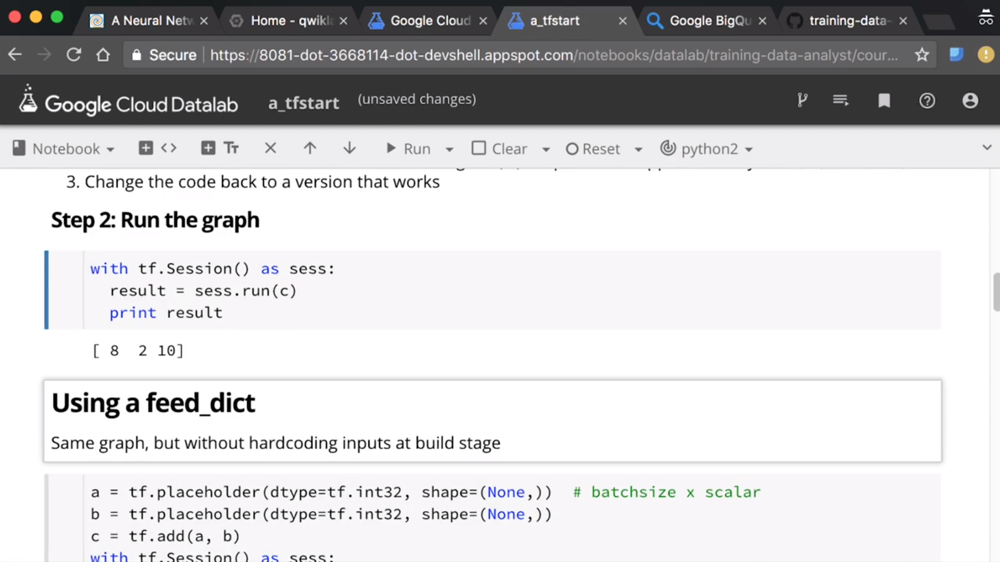 A Neural Netw
Home - qwikla
Google Cloud
a_tfstart
Google BigQu
training-data-
Secure https://8081-dot-3668114-dot-devshell.appspot.com/notebooks/datalab/training-data-analyst/cour...
Google Cloud Datalab a_tfstart (unsaved changes)
Notebook Tт Run Clear Reset python2
3. Change the code back to a version that works
Step 2: Run the graph
with tf.Session() as sess:
result = sess.run(c)
print result
[ 8 2 10]
Using a feed_dict
Same graph, but without hardcoding inputs at build stage
a = tf.placeholder(dtype=tf.int32, shape=(None,)) # batchsize x scalar
b = tf.placeholder(dtype=tf.int32, shape=(None,))
c = tf.add(a, b)
with tf.Session() as sess: